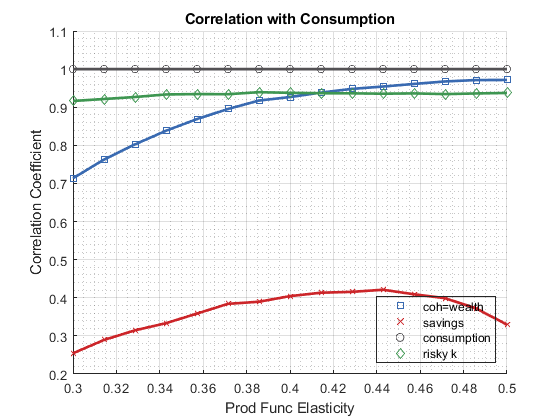 Correlation with Consumption
1.1
1
0.9
0.8
0.7
0.6
0.5
0.4
0.3
0.2
Correlation Coefficient
coh=wealth
savings
consumption
risky k
0.3 0.32 0.34 0.36 0.38 0.4 0.42 0.44 0.46 0.48 0.5
Prod Func Elasticity